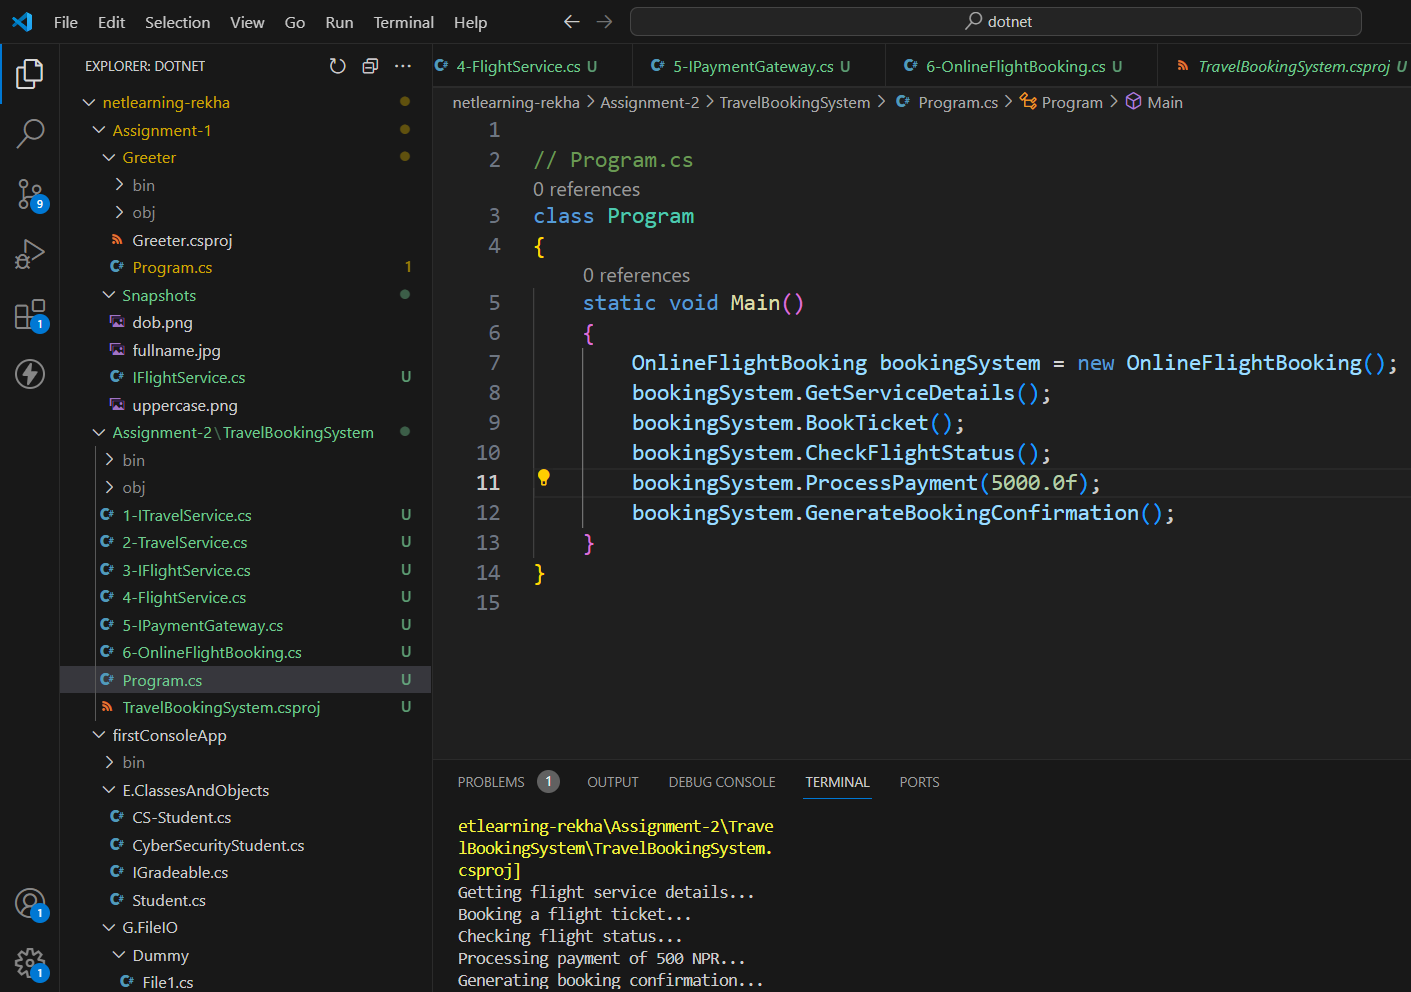 File Edit Selection View Go Run Terminal Help
dotnet
EXPLORER: DOTNET
netlearning-rekha
Assignment-1
Greeter
bin
obj
Greeter.csproj
Program.cs 1
Snapshots
dob.png
fullname.jpg
IFlightService.cs U
uppercase.png
Assignment-2\TravelBookingSystem
bin
obj
1-ITravelService.cs U
2-TravelService.cs U
3-IFlightService.cs U
4-FlightService.cs U
5-IPaymentGateway.cs U
6-OnlineFlightBooking.cs U
Program.cs U
TravelBookingSystem.csproj U
firstConsoleApp
bin
E.ClassesAndObjects
CS-Student.cs
CyberSecurityStudent.cs
IGradeable.cs
Student.cs
G.FileIO
Dummy
File1.cs
9
1
1
1
4-FlightService.cs U 5-IPaymentGateway.cs U 6-OnlineFlightBooking.cs U TravelBookingSystem.csproj U
netlearning-rekha > Assignment-2 > TravelBookingSystem > Program.cs > Program > Main
1
2 // Program.cs
0 references
3 class Program
4 {
0 references
5 static void Main()
6 {
7 OnlineFlightBooking bookingSystem = new OnlineFlightBooking();
8 bookingSystem.GetServiceDetails();
9 bookingSystem.BookTicket();
10 bookingSystem.CheckFlightStatus();
11 bookingSystem.ProcessPayment(5000.0f);
12 bookingSystem.GenerateBookingConfirmation();
13 }
14 }
15
PROBLEMS 1 OUTPUT DEBUG CONSOLE TERMINAL PORTS
etlearning-rekha\Assignment-2\Trave
lBookingSystem\TravelBookingSystem.
csproj]
Getting flight service details...
Booking a flight ticket...
Checking flight status...
Processing payment of 500 NPR...
Generating booking confirmation...